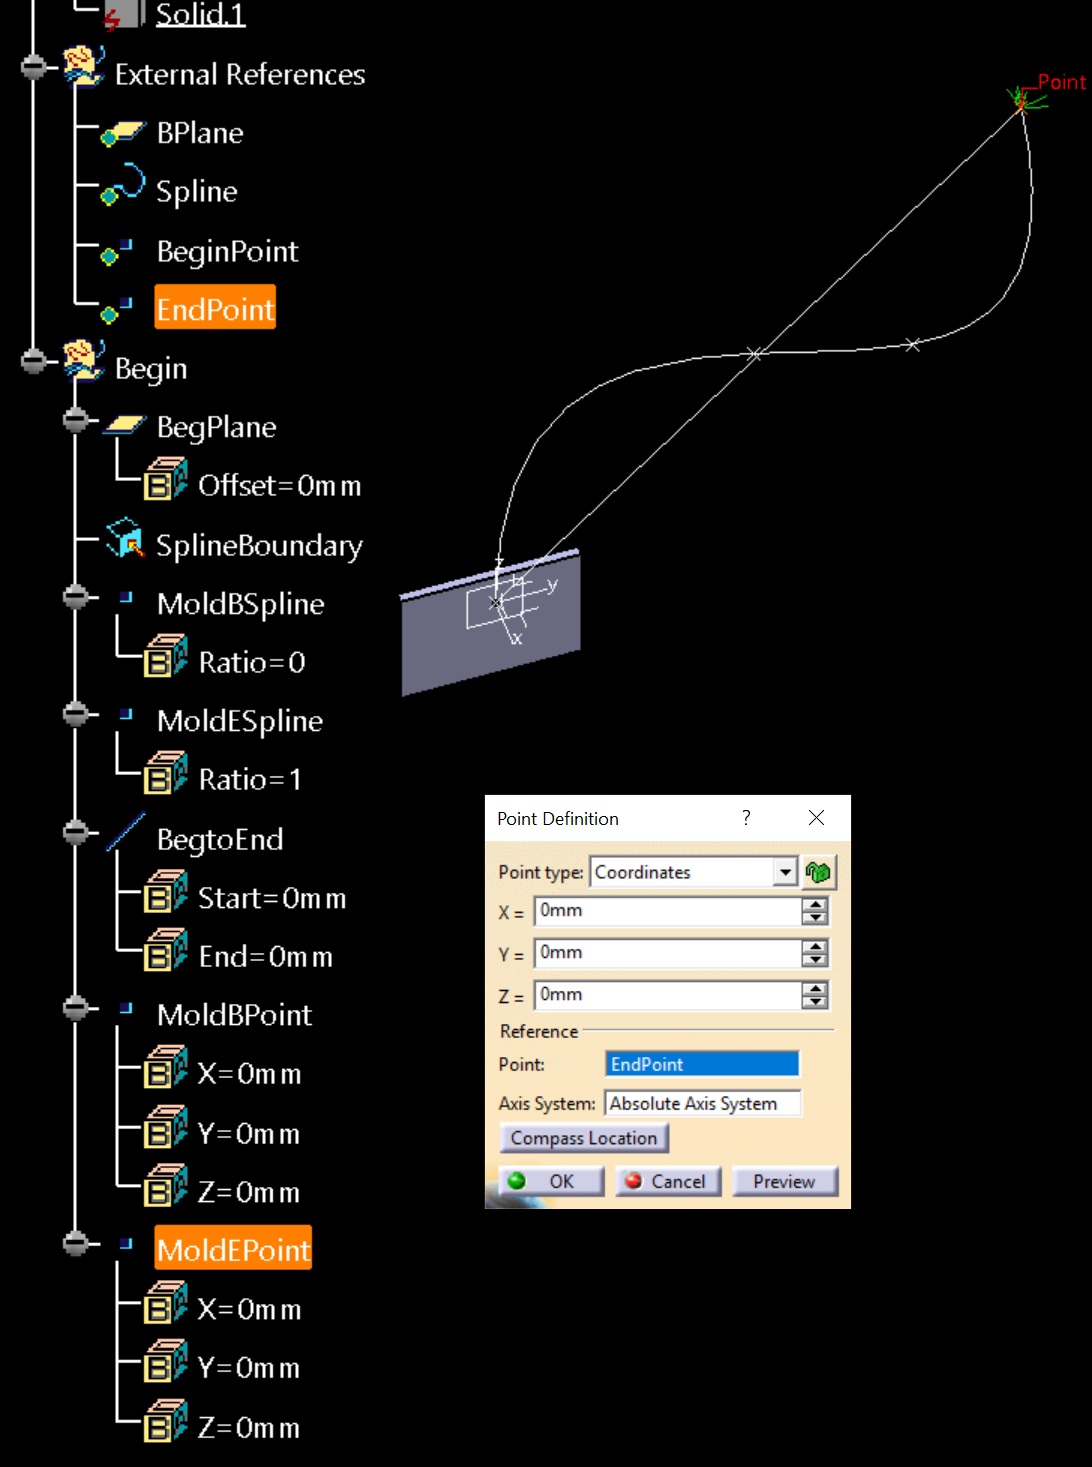 Solid.1
External References
BPlane
Spline
BeginPoint
EndPoint
Begin
BegPlane
Offset=0mm
SplineBoundary
MoldBSpline
Ratio=0
MoldESpline
Ratio=1
BegtoEnd
Start=0mm
End=0mm
MoldBPoint
X=0mm
Y=0mm
Z=0mm
MoldEPoint
X=0mm
Y=0mm
Z=0mm
Point
z
y
x
Point Definition ?
Point type: Coordinates
X = 0mm
Y = 0mm
Z = 0mm
Reference
Point: EndPoint
Axis System: Absolute Axis System
Compass Location
OK Cancel Preview